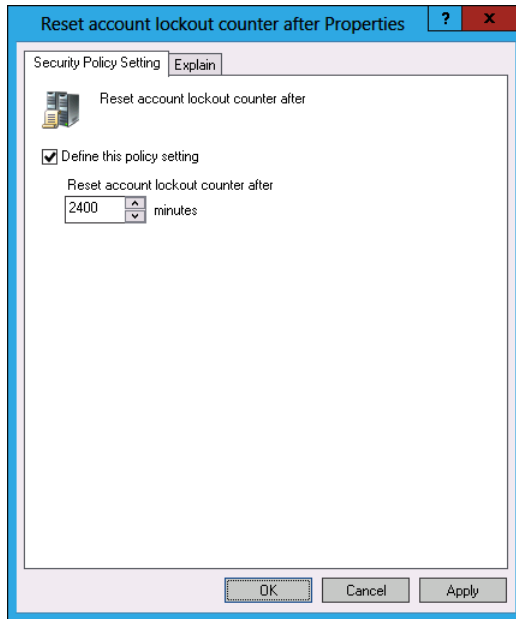 Reset account lockout counter after Properties
? x
Security Policy Setting Explain
Reset account lockout counter after
Define this policy setting
Reset account lockout counter after
2400 minutes
OK Cancel Apply